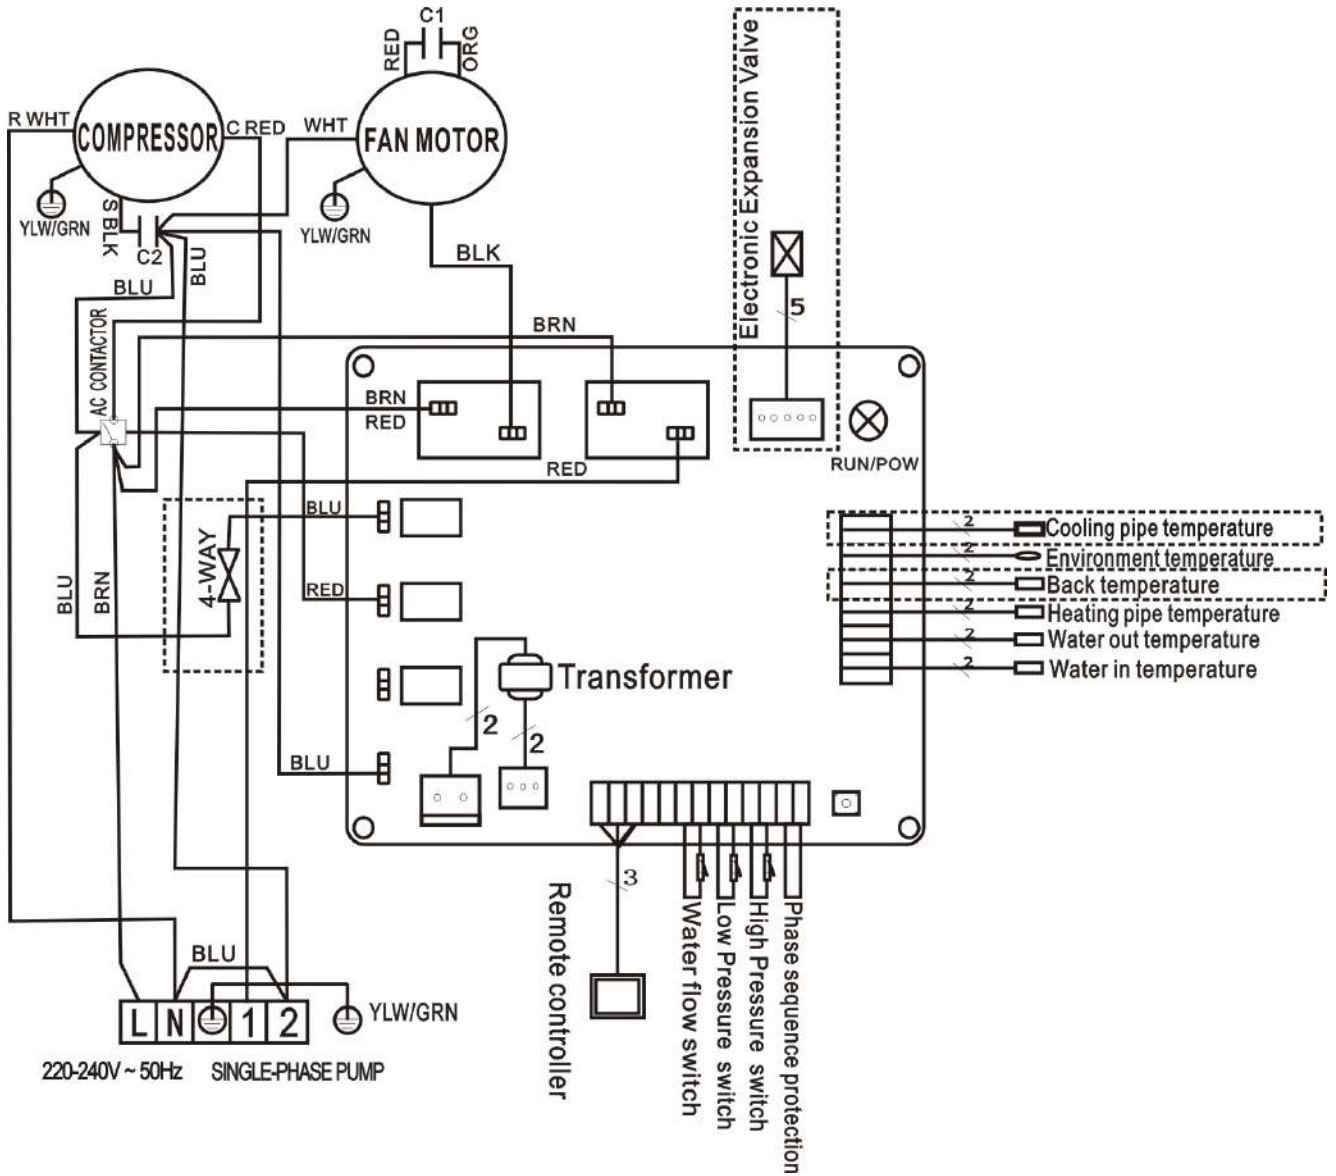 C1
RED
ORG
COMPRESSOR
FAN MOTOR
R WHT
C RED
WHT
YLW/GRN
YLW/GRN
S BLK
C2
BLU
BLU
BLK
Electronic Expansion Valve
5
AC CONTACTOR
BRN
BRN
RED
RED
RUN/POW
BLU
4-WAY
BLU
BRN
RED
2
Cooling pipe temperature
2
Environment temperature
2
Back temperature
2
Heating pipe temperature
2
Water out temperature
2
Water in temperature
Transformer
2
2
BLU
3
Remote controller
Water flow switch
Low Pressure switch
High Pressure switch
Phase sequence protection
BLU
L N 1 2
YLW/GRN
220-240V ~ 50Hz SINGLE-PHASE PUMP